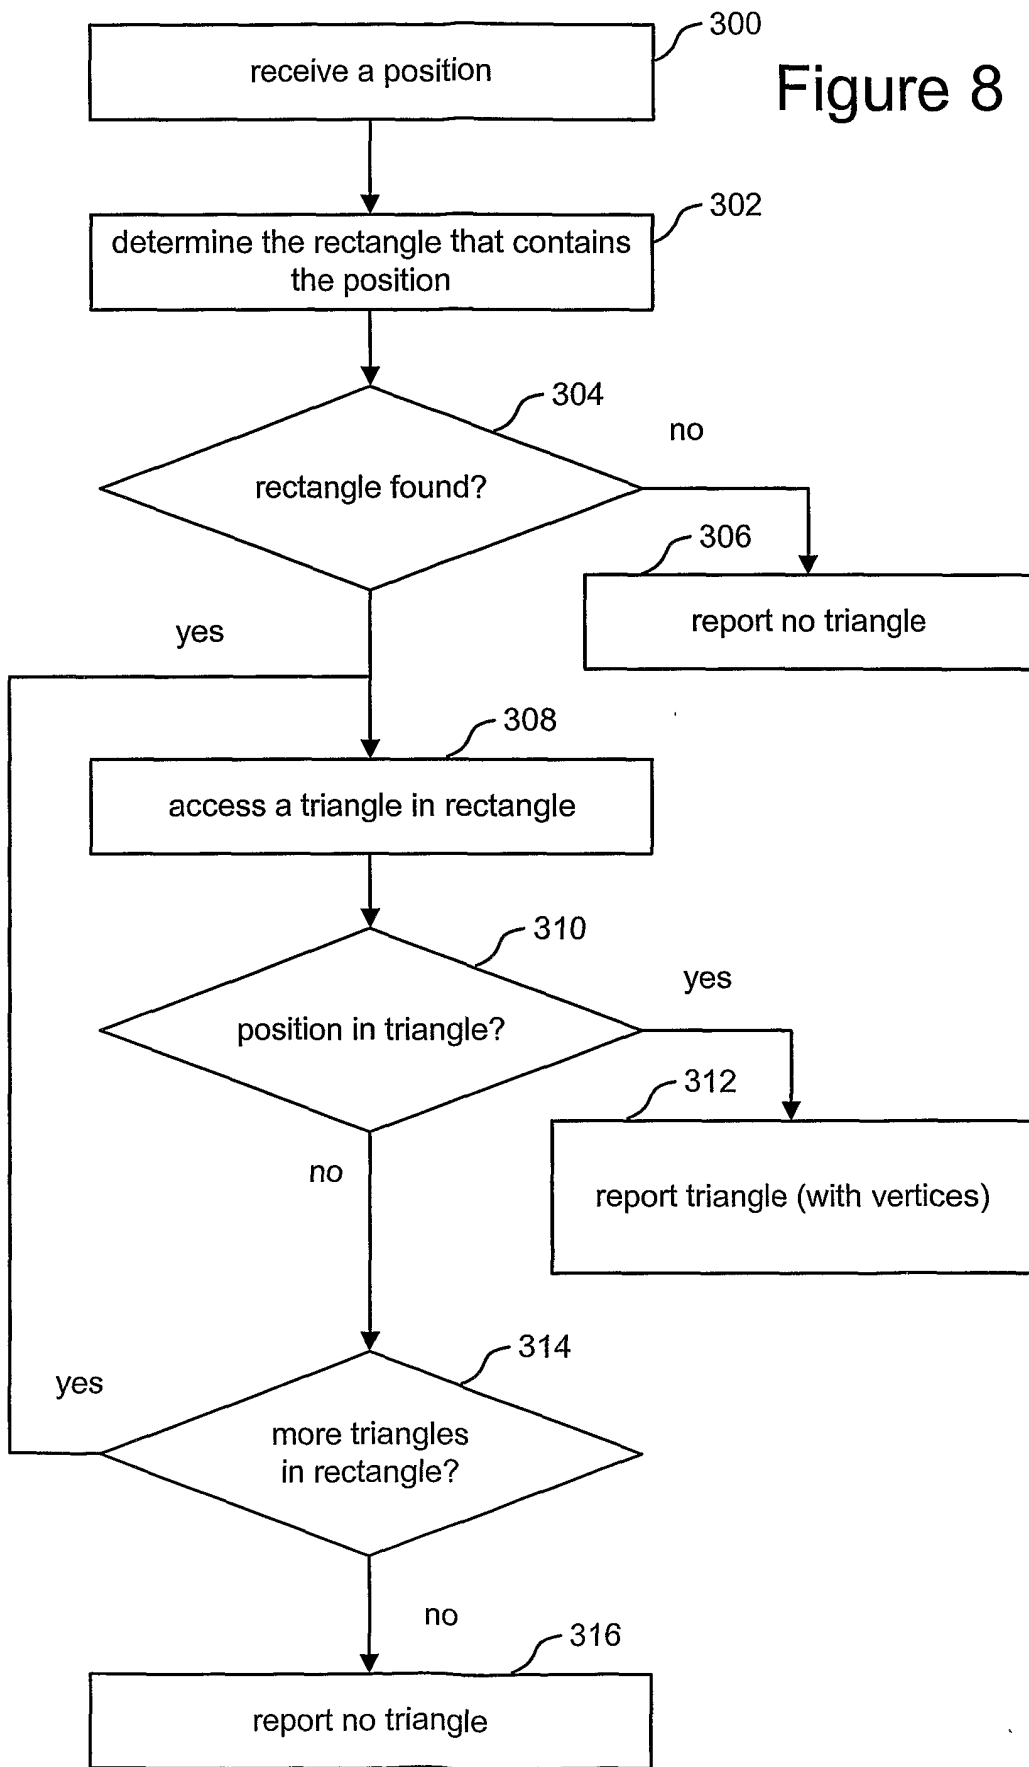 300
receive a position
Figure 8
302
determine the rectangle that contains
the position
304
no
rectangle found?
306
report no triangle
yes
308
access a triangle in rectangle
310
yes
position in triangle?
312
report triangle (with vertices)
no
314
yes
more triangles
in rectangle?
no
316
report no triangle